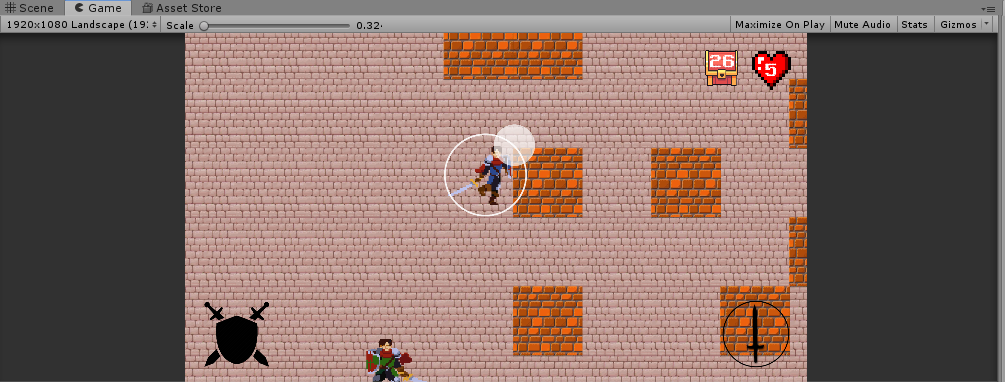 Scene Game Asset Store
1920x1080 Landscape (19: Scale 0.32 Maximize On Play Mute Audio Stats Gizmos
26 5